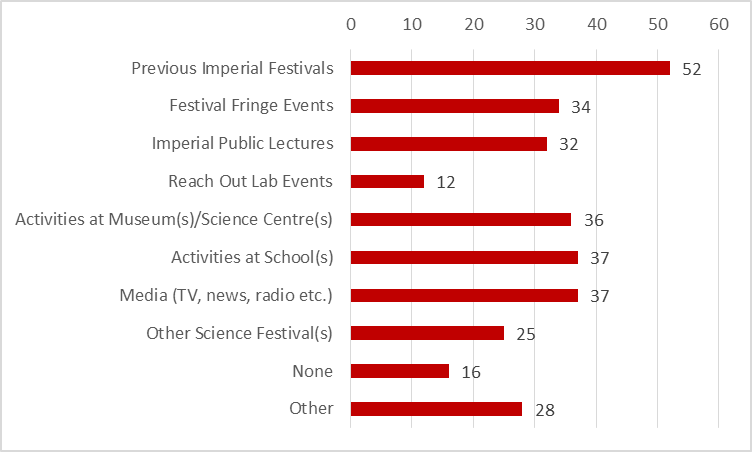 0 10 20 30 40 50 60
Previous Imperial Festivals 52
Festival Fringe Events 34
Imperial Public Lectures 32
Reach Out Lab Events 12
Activities at Museum(s)/Science Centre(s) 36
Activities at School(s) 37
Media (TV, news, radio etc.) 37
Other Science Festival(s) 25
None 16
Other 28